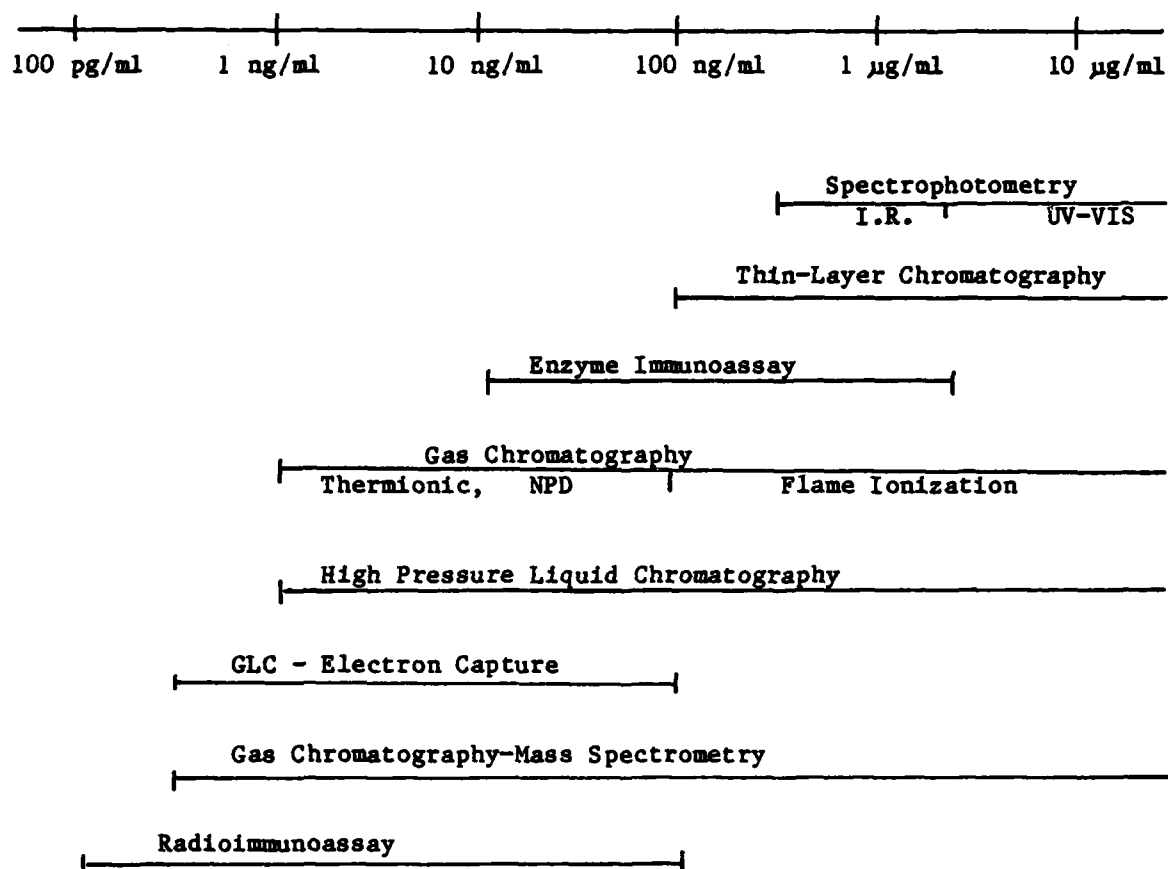 100 pg/ml 1 ng/ml 10 ng/ml 100 ng/ml 1 µg/ml 10 µg/ml
Spectrophotometry
I.R. UV-VIS
Thin-Layer Chromatography
Enzyme Immunoassay
Gas Chromatography
Thermionic, NPD Flame Ionization
High Pressure Liquid Chromatography
GLC - Electron Capture
Gas Chromatography-Mass Spectrometry
Radioimmunoassay